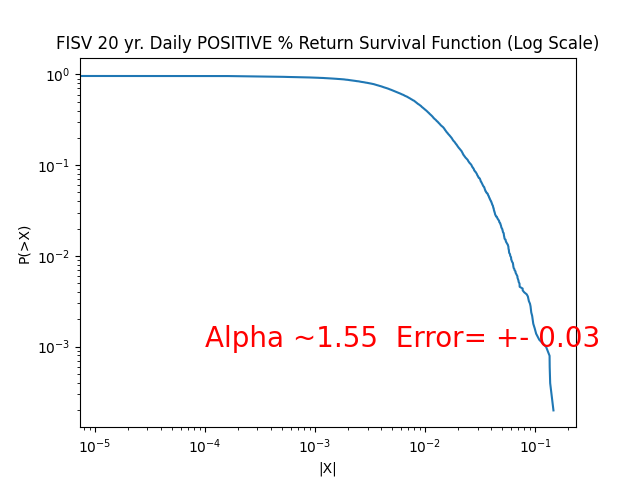 FISV 20 yr. Daily POSITIVE % Return Survival Function (Log Scale)
10⁰
10⁻¹
10⁻²
10⁻³
P(>X)
Alpha ~1.55  Error= +- 0.03
10⁻⁵ 10⁻⁴ 10⁻³ 10⁻² 10⁻¹
|X|